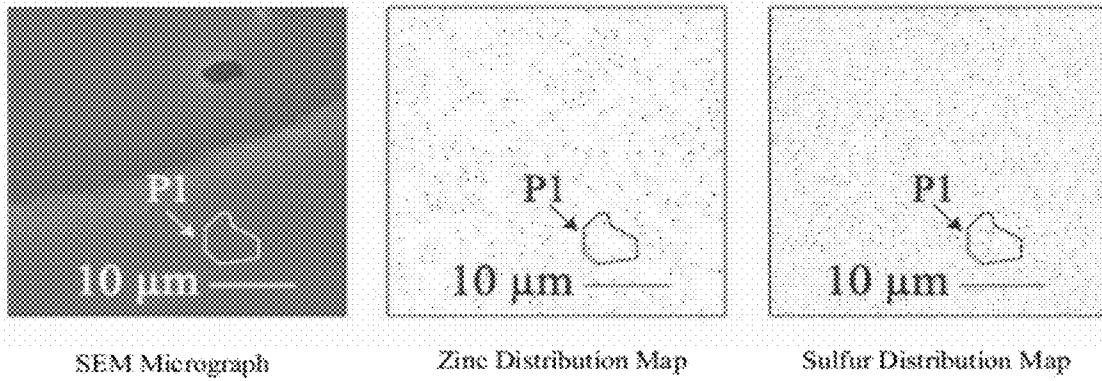 P1
10 µm
P1
10 µm
P1
10 µm
SEM Micrograph
Zinc Distribution Map
Sulfur Distribution Map